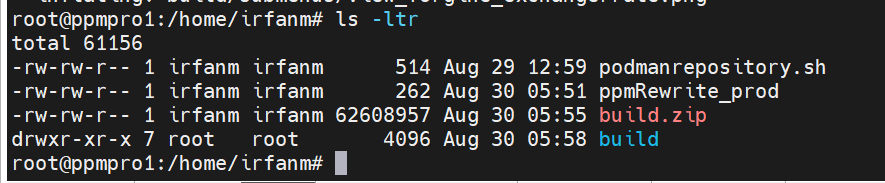 root@ppmpro1:/home/irfanm# ls -ltr
total 61156
-rw-rw-r-- 1 irfanm irfanm      514 Aug 29 12:59 podmanrepository.sh
-rw-rw-r-- 1 irfanm irfanm      262 Aug 30 05:51 ppmRewrite_prod
-rw-rw-r-- 1 irfanm irfanm 62608957 Aug 30 05:55 build.zip
drwxr-xr-x 7 root   root       4096 Aug 30 05:58 build
root@ppmpro1:/home/irfanm#